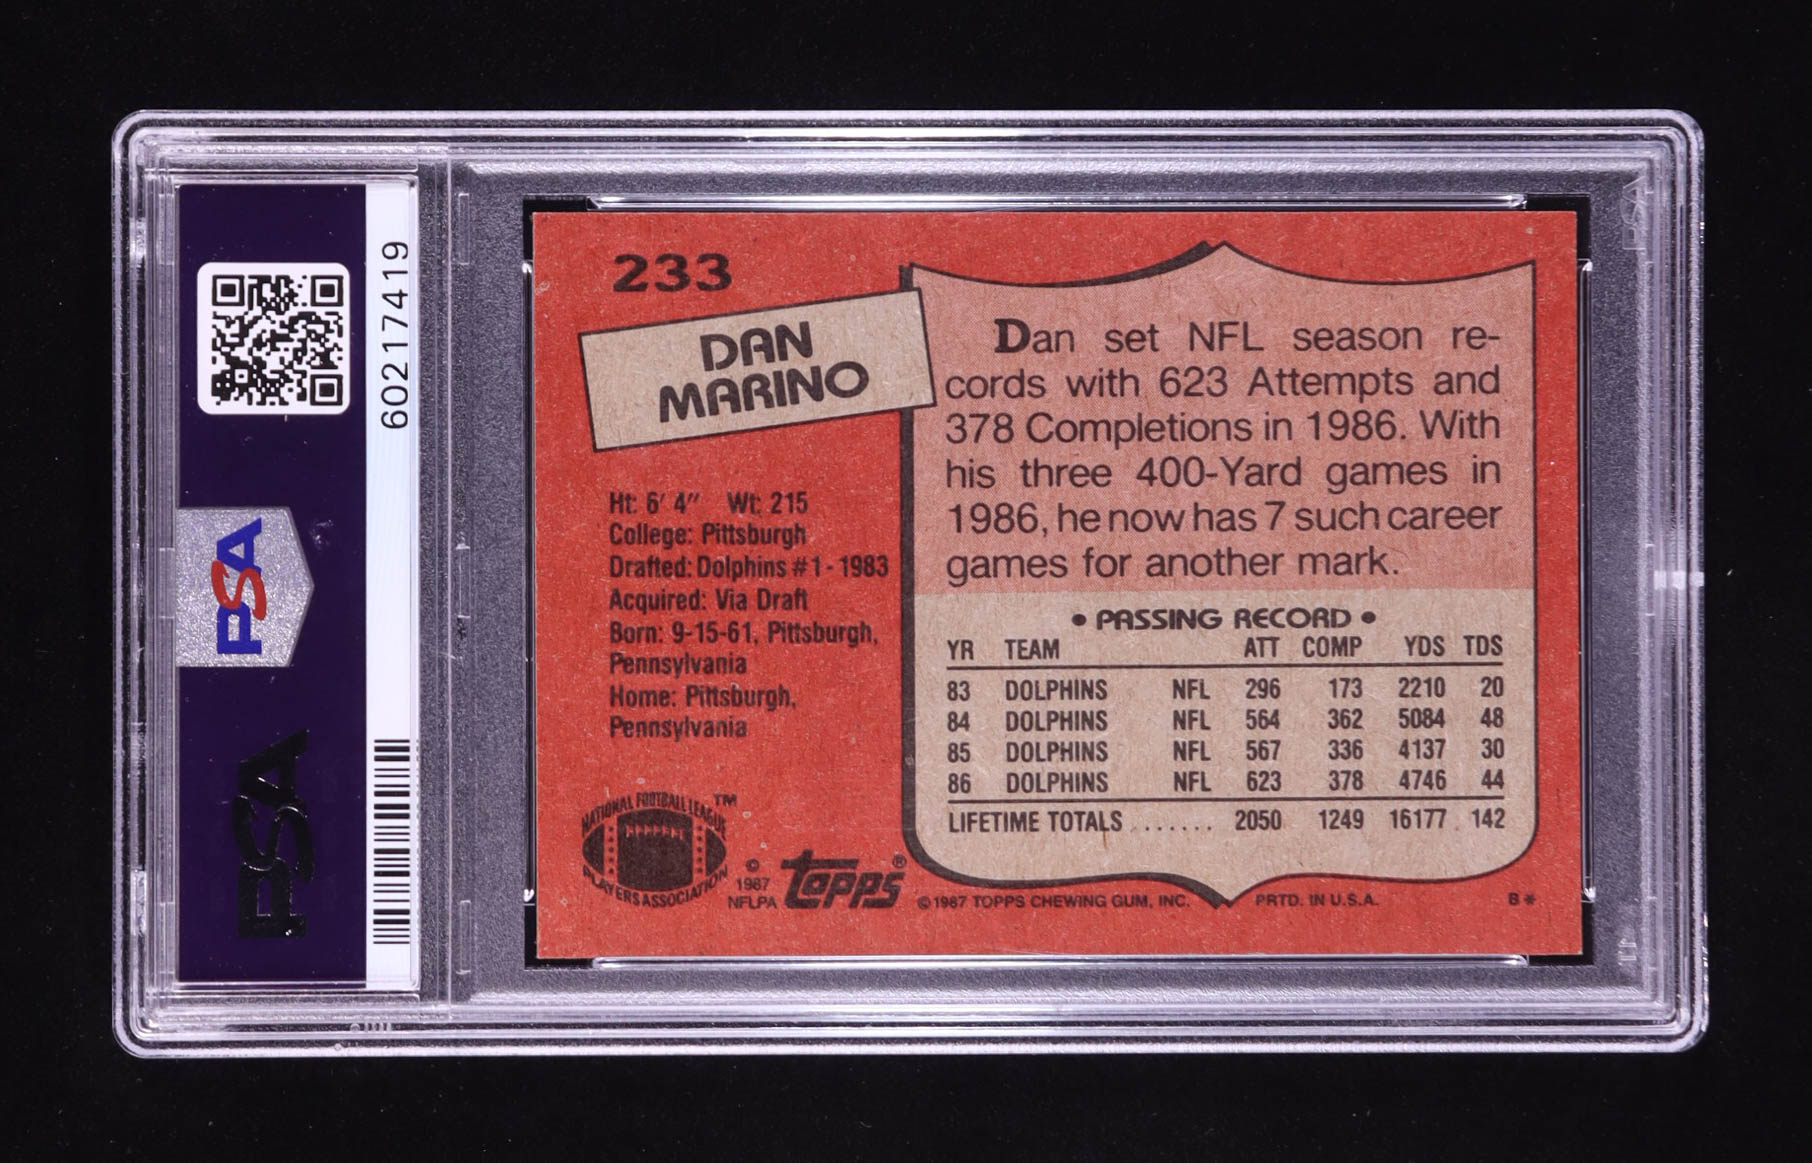 60217419
PSA
PSA
233
DAN
MARINO
Ht: 6' 4" Wt: 215
College: Pittsburgh
Drafted: Dolphins #1-1983
Acquired: Via Draft
Born: 9-15-61, Pittsburgh,
Pennsylvania
Home: Pittsburgh,
Pennsylvania
NATIONAL FOOTBALL LEAGUE™
PLAYERS ASSOCIATION
©
1987
NFLPA
topps®
Dan set NFL season re-
cords with 623 Attempts and
378 Completions in 1986. With
his three 400-Yard games in
1986, he now has 7 such career
games for another mark.
• PASSING RECORD •
YR TEAM ATT COMP YDS TDS
83 DOLPHINS NFL 296 173 2210 20
84 DOLPHINS NFL 564 362 5084 48
85 DOLPHINS NFL 567 336 4137 30
86 DOLPHINS NFL 623 378 4746 44
LIFETIME TOTALS ....... 2050 1249 16177 142
©1987 TOPPS CHEWING GUM, INC. PRTD. IN U.S.A. B*